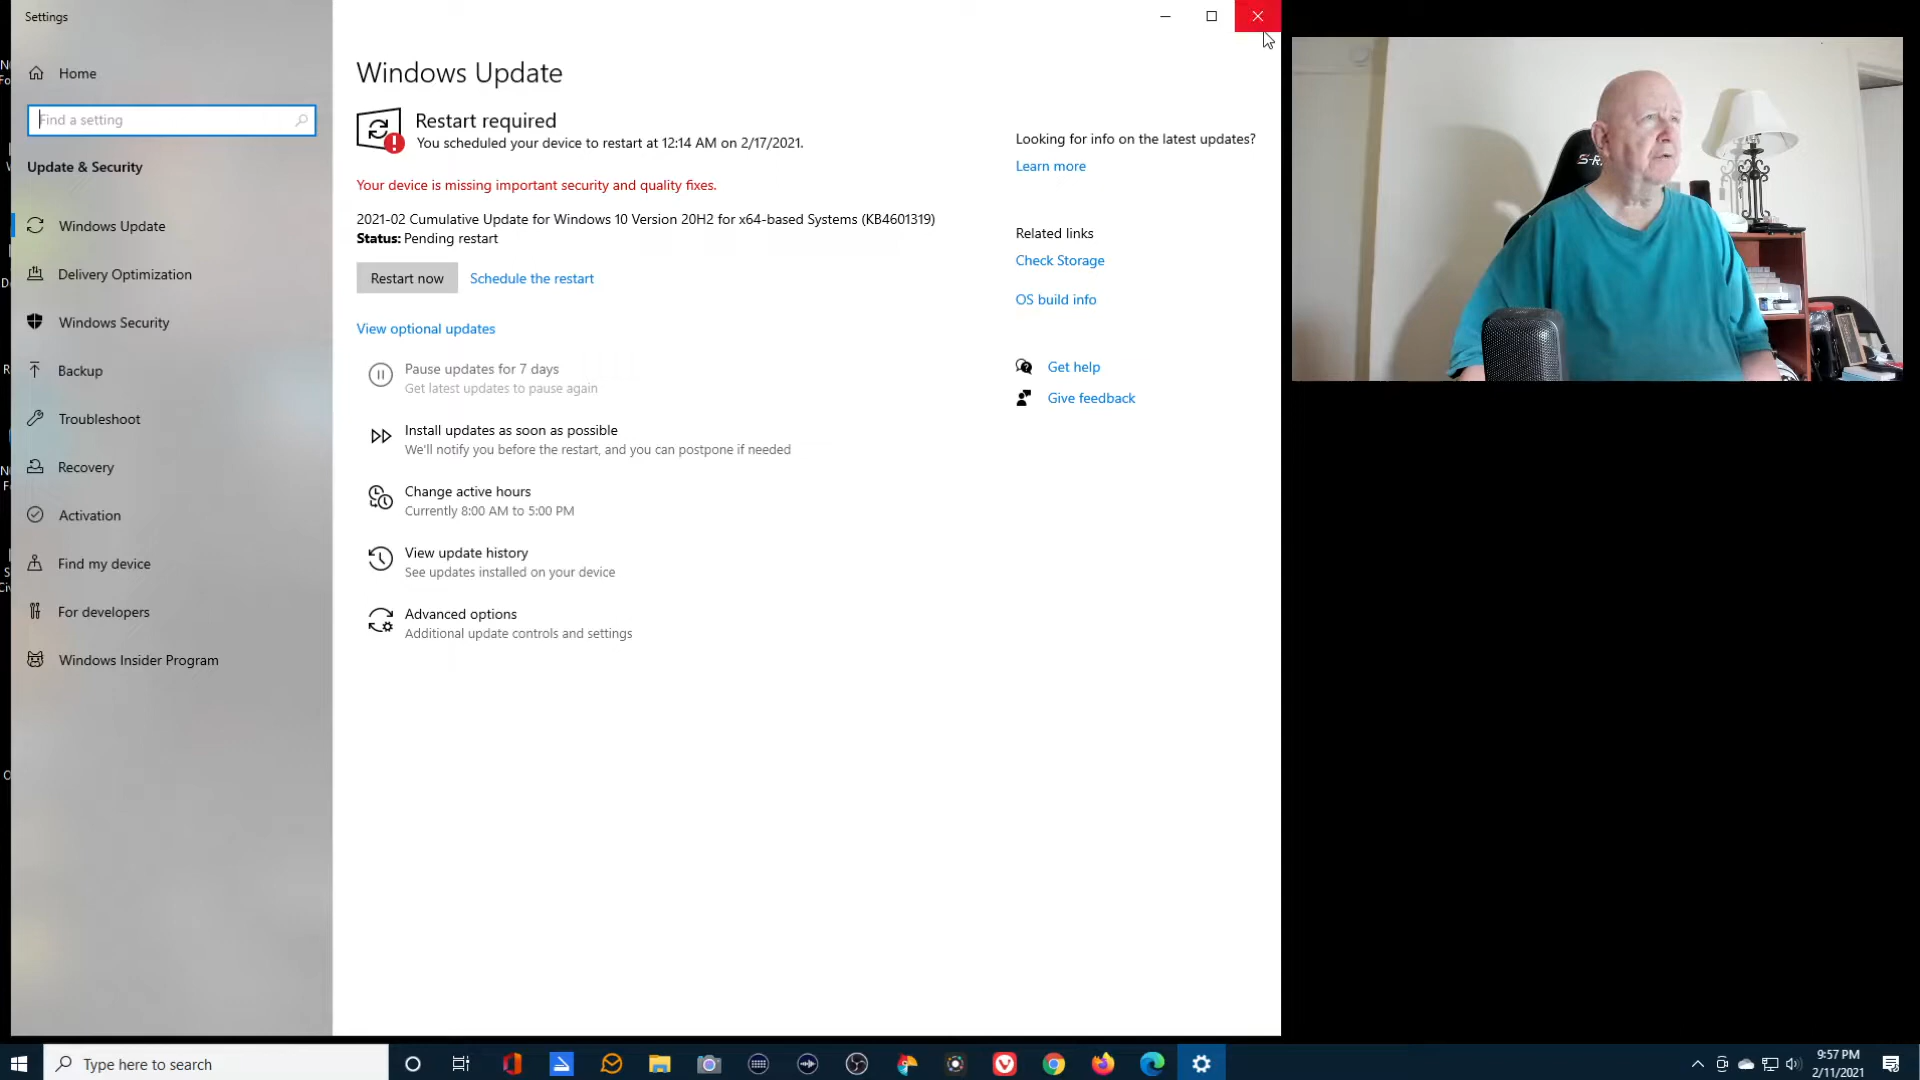 Settings
Home
Find a setting
Update & Security
Windows Update
Delivery Optimization
Windows Security
Backup
Troubleshoot
Recovery
Activation
Find my device
For developers
Windows Insider Program
Windows Update
Restart required
You scheduled your device to restart at 12:14 AM on 2/17/2021.
Your device is missing important security and quality fixes.
2021-02 Cumulative Update for Windows 10 Version 20H2 for x64-based Systems (KB4601319)
Status: Pending restart
Restart now
Schedule the restart
View optional updates
Pause updates for 7 days
Get latest updates to pause again
Install updates as soon as possible
We'll notify you before the restart, and you can postpone if needed
Change active hours
Currently 8:00 AM to 5:00 PM
View update history
See updates installed on your device
Advanced options
Additional update controls and settings
Looking for info on the latest updates?
Learn more
Related links
Check Storage
OS build info
Get help
Give feedback
Type here to search
9:57 PM
2/11/2021